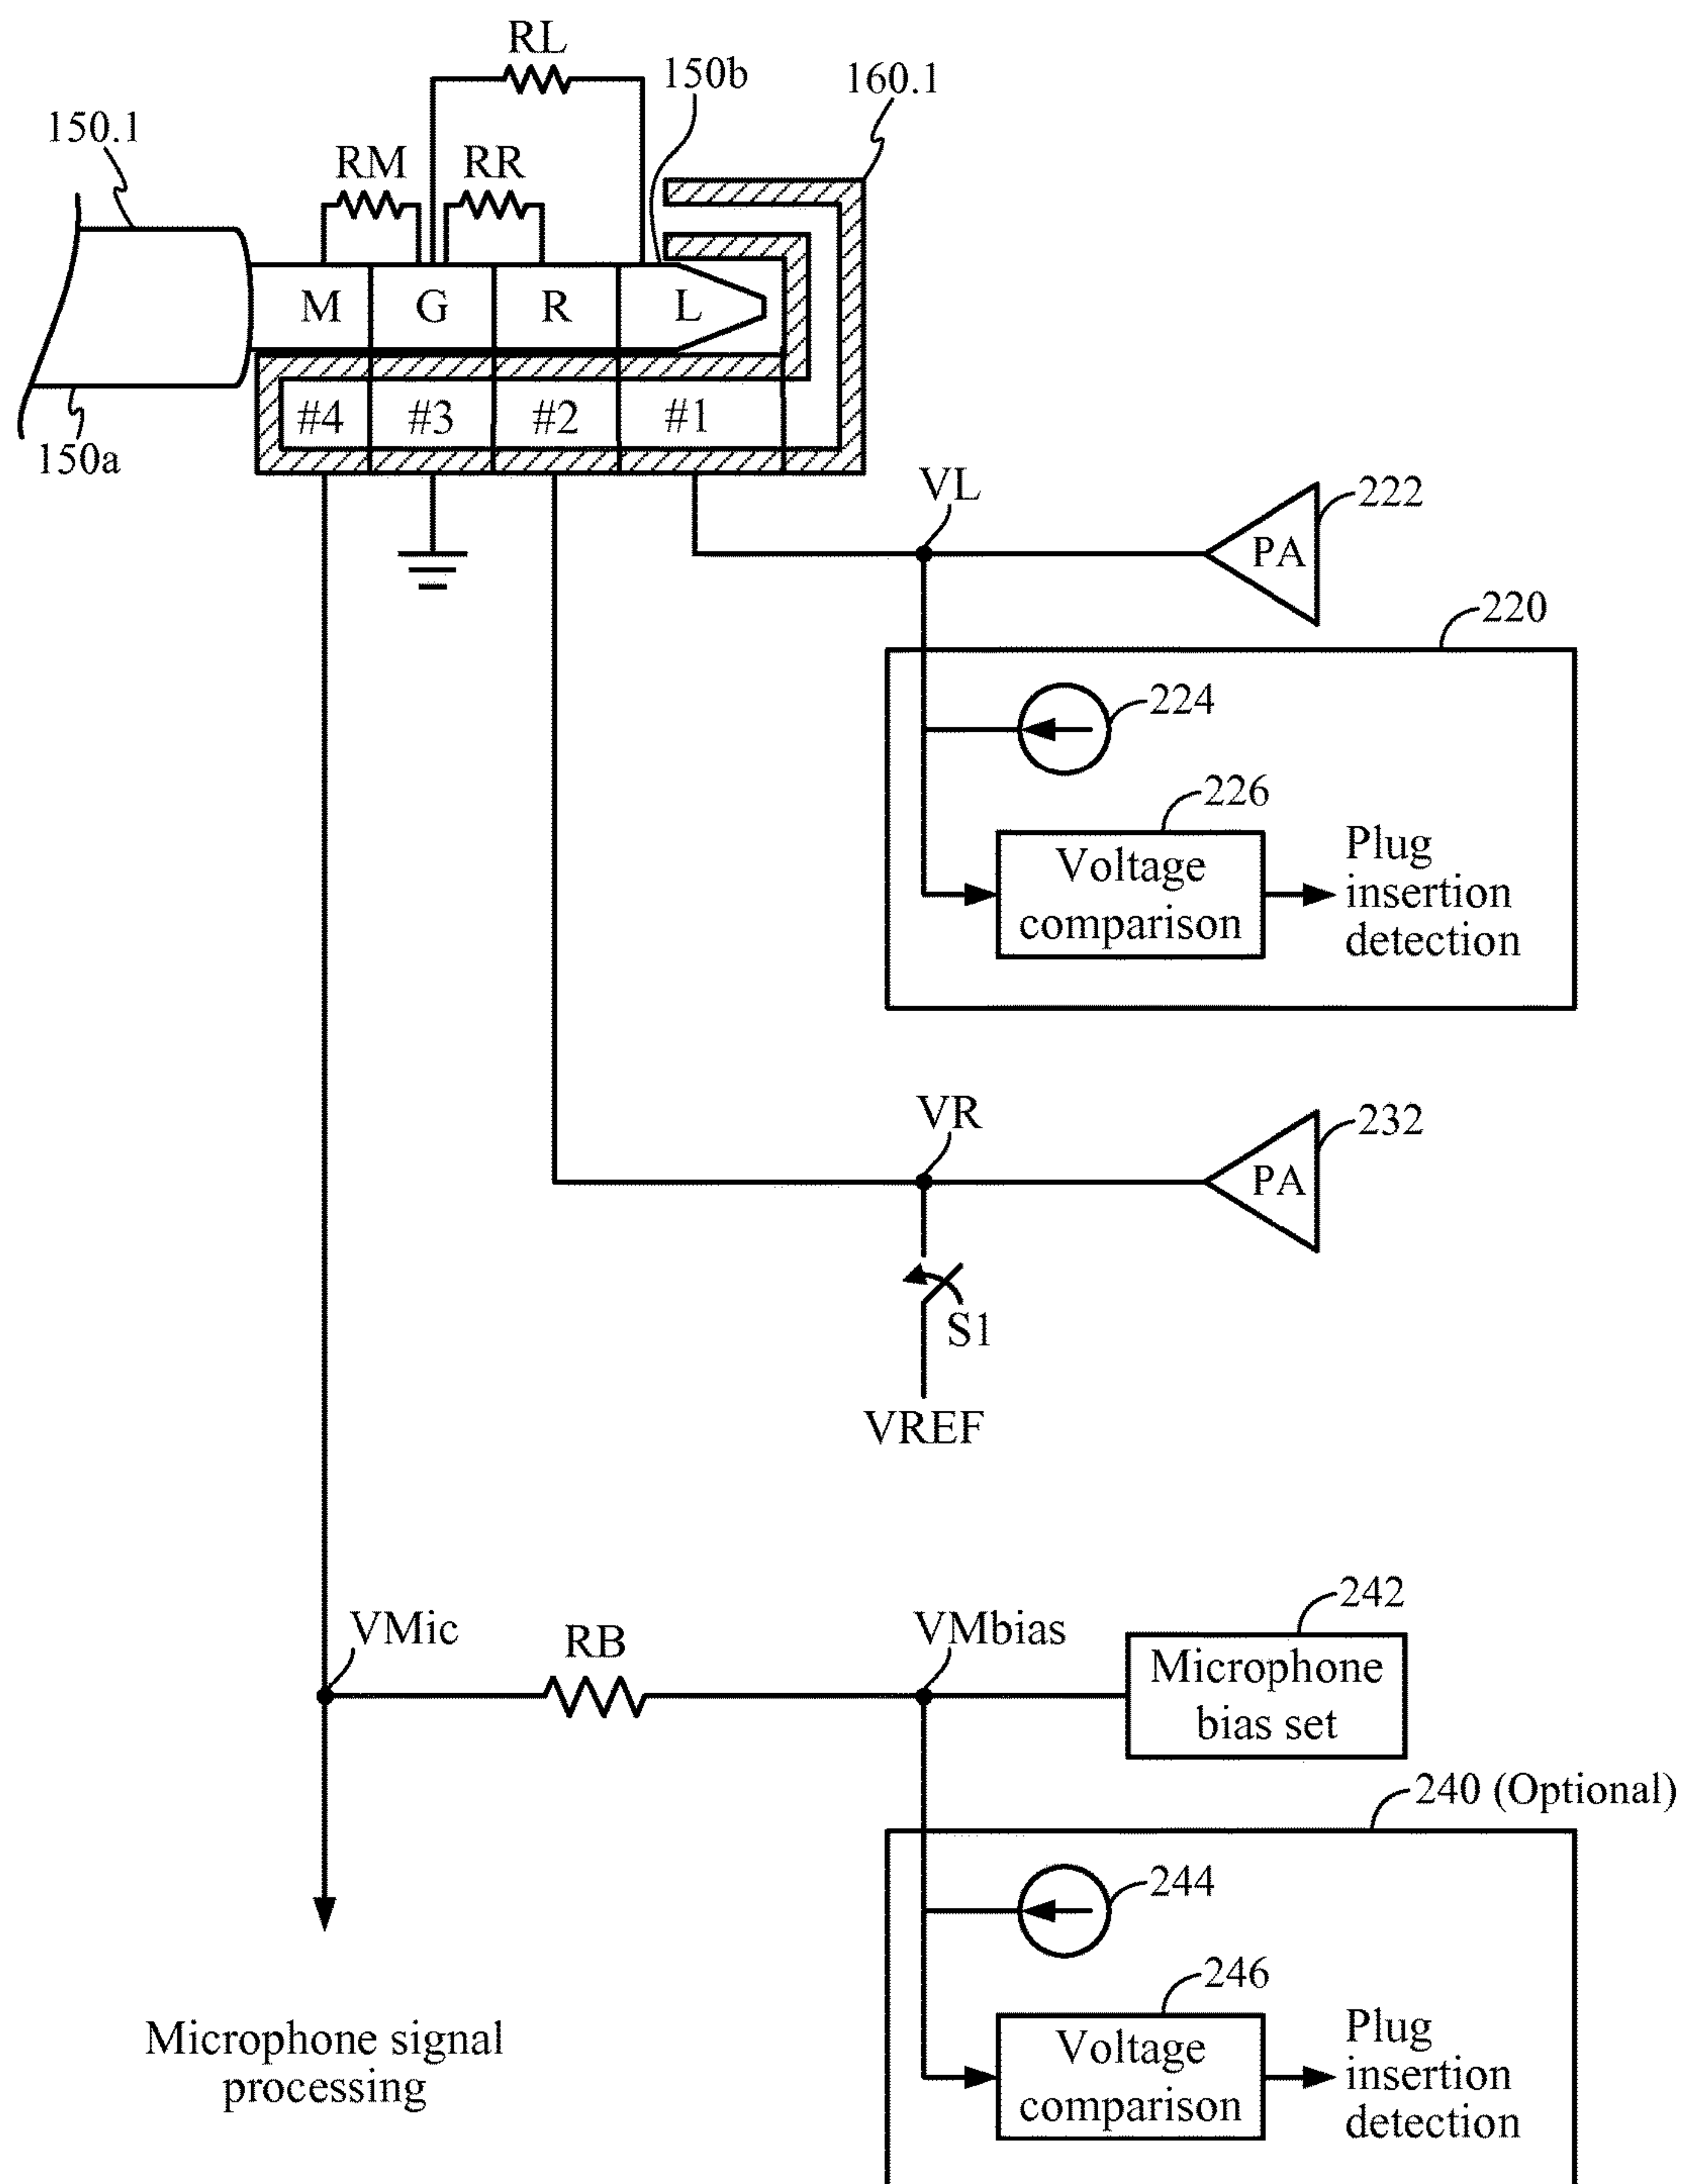 RL
150b
160.1
150.1
RM
RR
M
G
R
L
#4
#3
#2
#1
150a
VL
222
PA
220
224
226
Voltage
comparison
Plug
insertion
detection
VR
232
PA
S1
VREF
VMic
RB
VMbias
242
Microphone
bias set
240 (Optional)
244
246
Voltage
comparison
Plug
insertion
detection
Microphone signal
processing